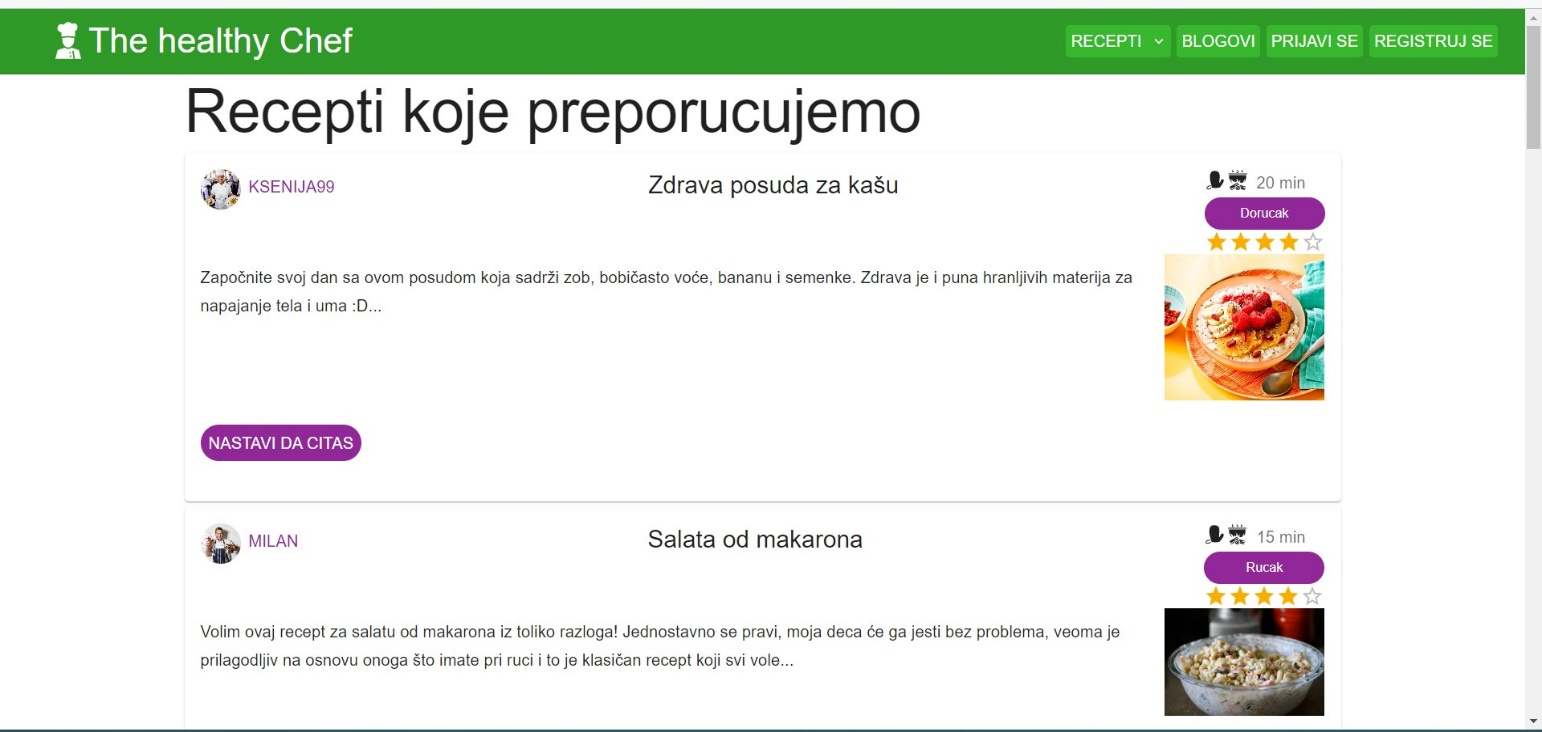 The healthy Chef
RECEPTI
BLOGOVI
PRIJAVI SE
REGISTRUJ SE
Recepti koje preporucujemo
KSENIJA99
Zdrava posuda za kašu
20 min
Dorucak
Započnite svoj dan sa ovom posudom koja sadrži zob, bobičasto voće, bananu i semenke. Zdrava je i puna hranljivih materija za
napajanje tela i uma :D...
NASTAVI DA CITAS
MILAN
Salata od makarona
15 min
Rucak
Volim ovaj recept za salatu od makarona iz toliko razloga! Jednostavno se pravi, moja deca će ga jesti bez problema, veoma je
prilagodljiv na osnovu onoga što imate pri ruci i to je klasičan recept koji svi vole...